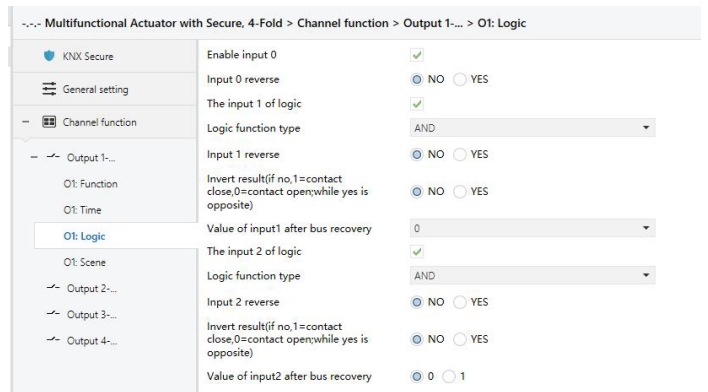 -.-.- Multifunctional Actuator with Secure, 4-Fold > Channel function > Output 1-... > O1: Logic
KNX Secure
General setting
Channel function
Output 1-...
O1: Function
O1: Time
O1: Logic
O1: Scene
Output 2-...
Output 3-...
Output 4-...
Enable input 0
Input 0 reverse NO YES
The input 1 of logic
Logic function type AND
Input 1 reverse NO YES
Invert result(if no,1=contact
close,0=contact open;while yes is
opposite) NO YES
Value of input1 after bus recovery 0
The input 2 of logic
Logic function type AND
Input 2 reverse NO YES
Invert result(if no,1=contact
close,0=contact open;while yes is
opposite) NO YES
Value of input2 after bus recovery 0 1